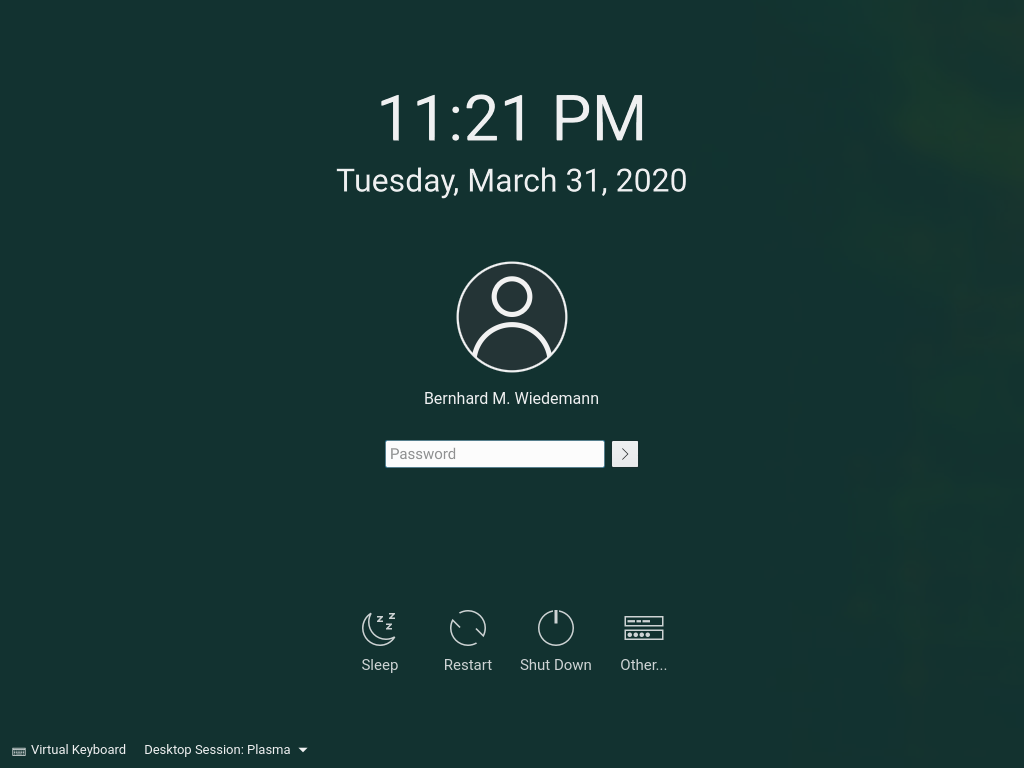 11:21 PM
Tuesday, March 31, 2020
Bernhard M. Wiedemann
Password
Sleep
Restart
Shut Down
Other...
Virtual Keyboard
Desktop Session: Plasma